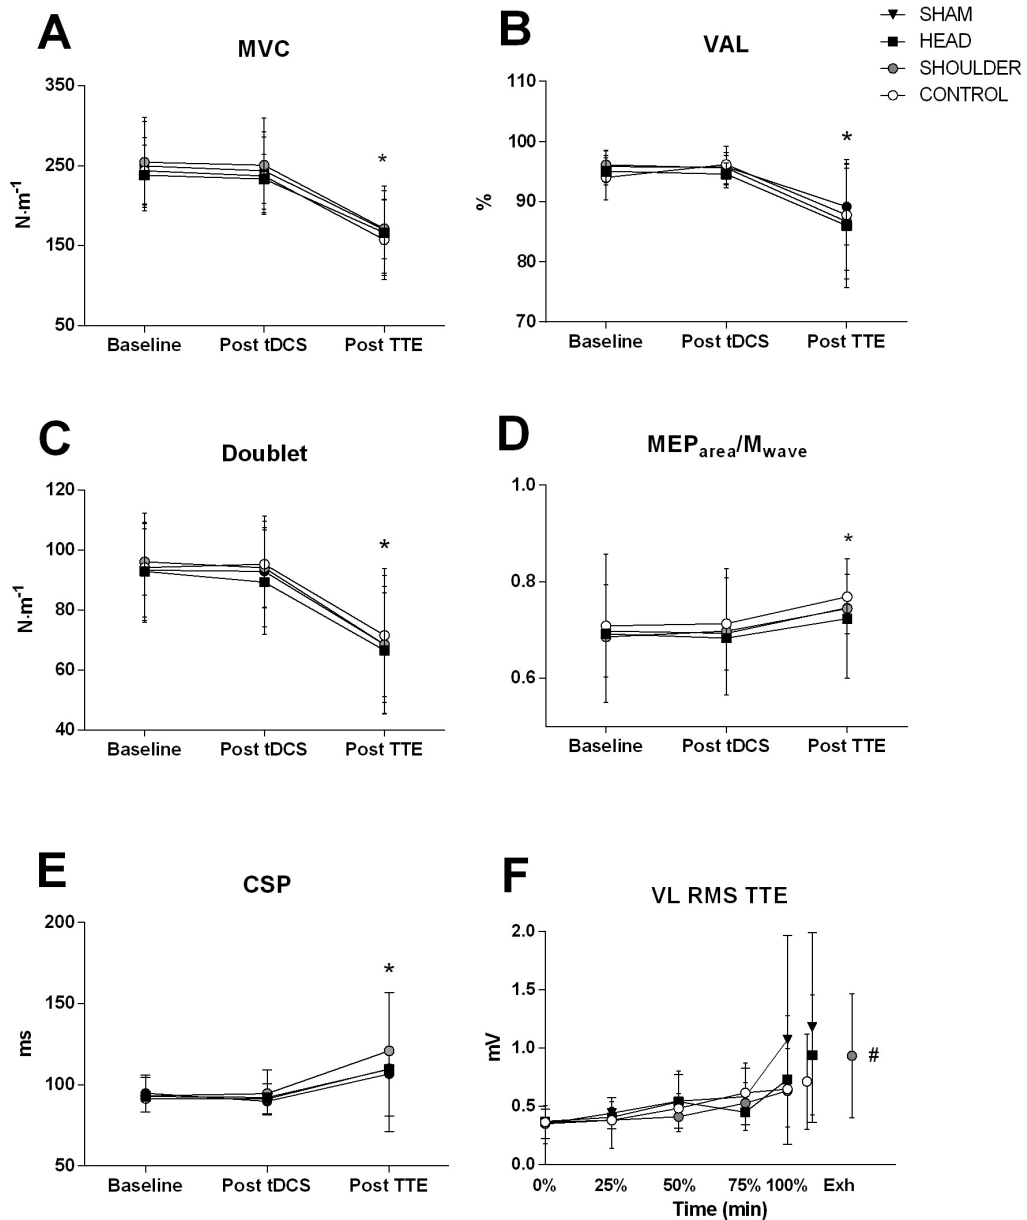 SHAM
HEAD
SHOULDER
CONTROL
A
MVC
350
250
150
50
N·m-1
*
Baseline Post tDCS Post TTE
B
VAL
110
100
90
80
70
%
*
Baseline Post tDCS Post TTE
C
Doublet
120
100
80
60
40
N·m-1
*
Baseline Post tDCS Post TTE
D
MEParea/Mwave
1.0
0.8
0.6
*
Baseline Post tDCS Post TTE
E
CSP
200
150
100
50
ms
*
Baseline Post tDCS Post TTE
F
VL RMS TTE
2.0
1.5
1.0
0.5
0.0
mV
#
0% 25% 50% 75% 100% Exh
Time (min)